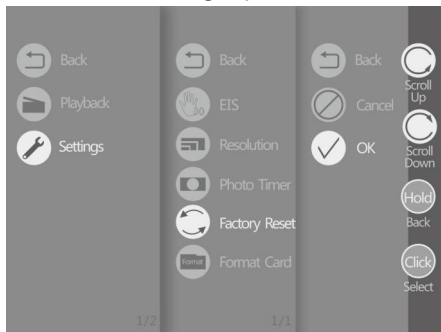 Back
Playback
Settings
1/2
Back
EIS
Resolution
Photo Timer
Factory Reset
Format
Format Card
1/1
Back
Cancel
OK
Scroll
Up
Scroll
Down
Hold
Back
Click
Select